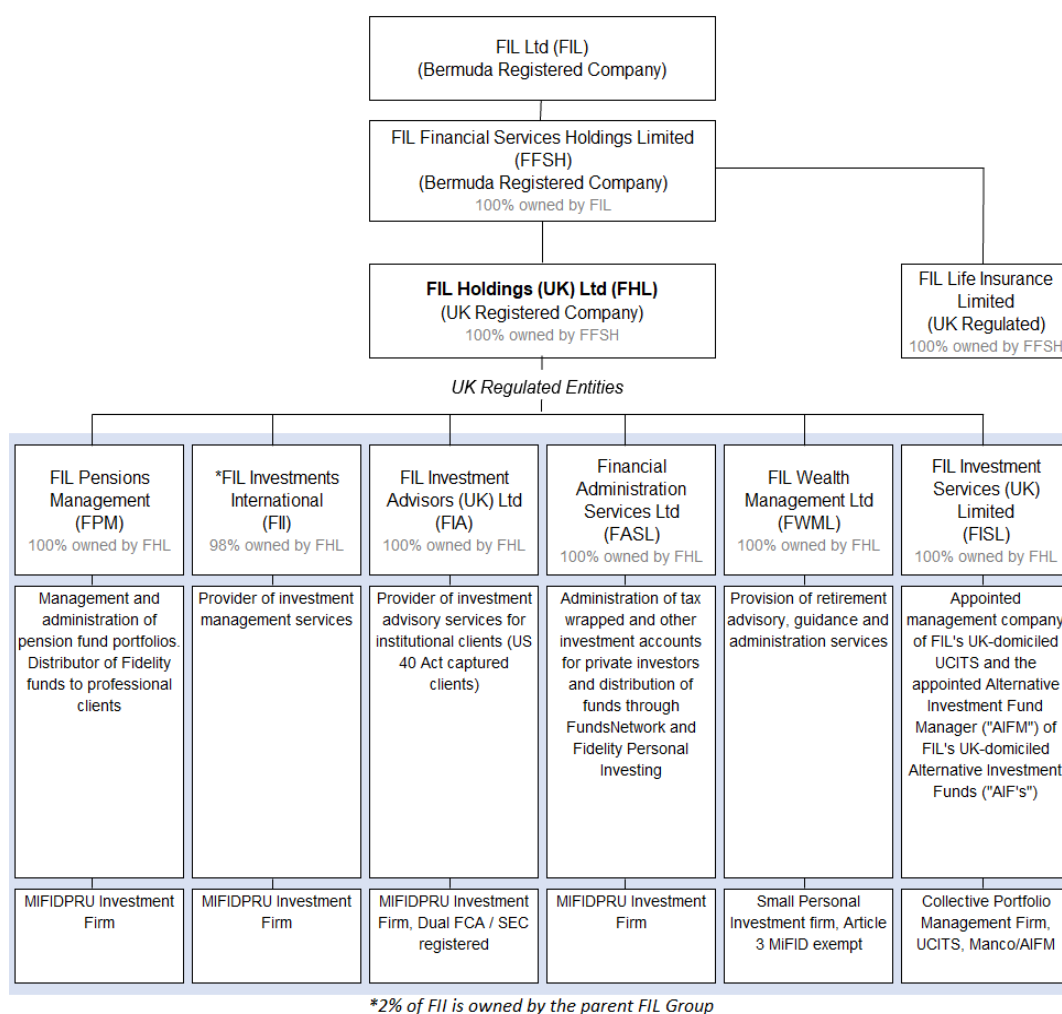 FIL Ltd (FIL)
(Bermuda Registered Company)
FIL Financial Services Holdings Limited
(FFSH)
(Bermuda Registered Company)
100% owned by FIL
FIL Holdings (UK) Ltd (FHL)
(UK Registered Company)
100% owned by FFSH
FIL Life Insurance
Limited
(UK Regulated)
100% owned by FFSH
UK Regulated Entities
FIL Pensions
Management
(FPM)
100% owned by FHL
*FIL Investments
International
(FII)
98% owned by FHL
FIL Investment
Advisors (UK) Ltd
(FIA)
100% owned by FHL
Financial
Administration
Services Ltd
(FASL)
100% owned by FHL
FIL Wealth
Management Ltd
(FWML)
100% owned by FHL
FIL Investment
Services (UK)
Limited
(FISL)
100% owned by FHL
Management and
administration of
pension fund portfolios.
Distributor of Fidelity
funds to professional
clients
Provider of investment
management services
Provider of investment
advisory services for
institutional clients (US
40 Act captured
clients)
Administration of tax
wrapped and other
investment accounts
for private investors
and distribution of
funds through
FundsNetwork and
Fidelity Personal
Investing
Provision of retirement
advisory, guidance and
administration services
Appointed
management company
of FIL's UK-domiciled
UCITS and the
appointed Alternative
Investment Fund
Manager ("AIFM") of
FIL's UK-domiciled
Alternative Investment
Funds ("AIF's")
MIFIDPRU Investment
Firm
MIFIDPRU Investment
Firm
MIFIDPRU Investment
Firm, Dual FCA / SEC
registered
MIFIDPRU Investment
Firm
Small Personal
Investment firm, Article
3 MiFID exempt
Collective Portfolio
Management Firm,
UCITS, Manco/AIFM
*2% of FII is owned by the parent FIL Group